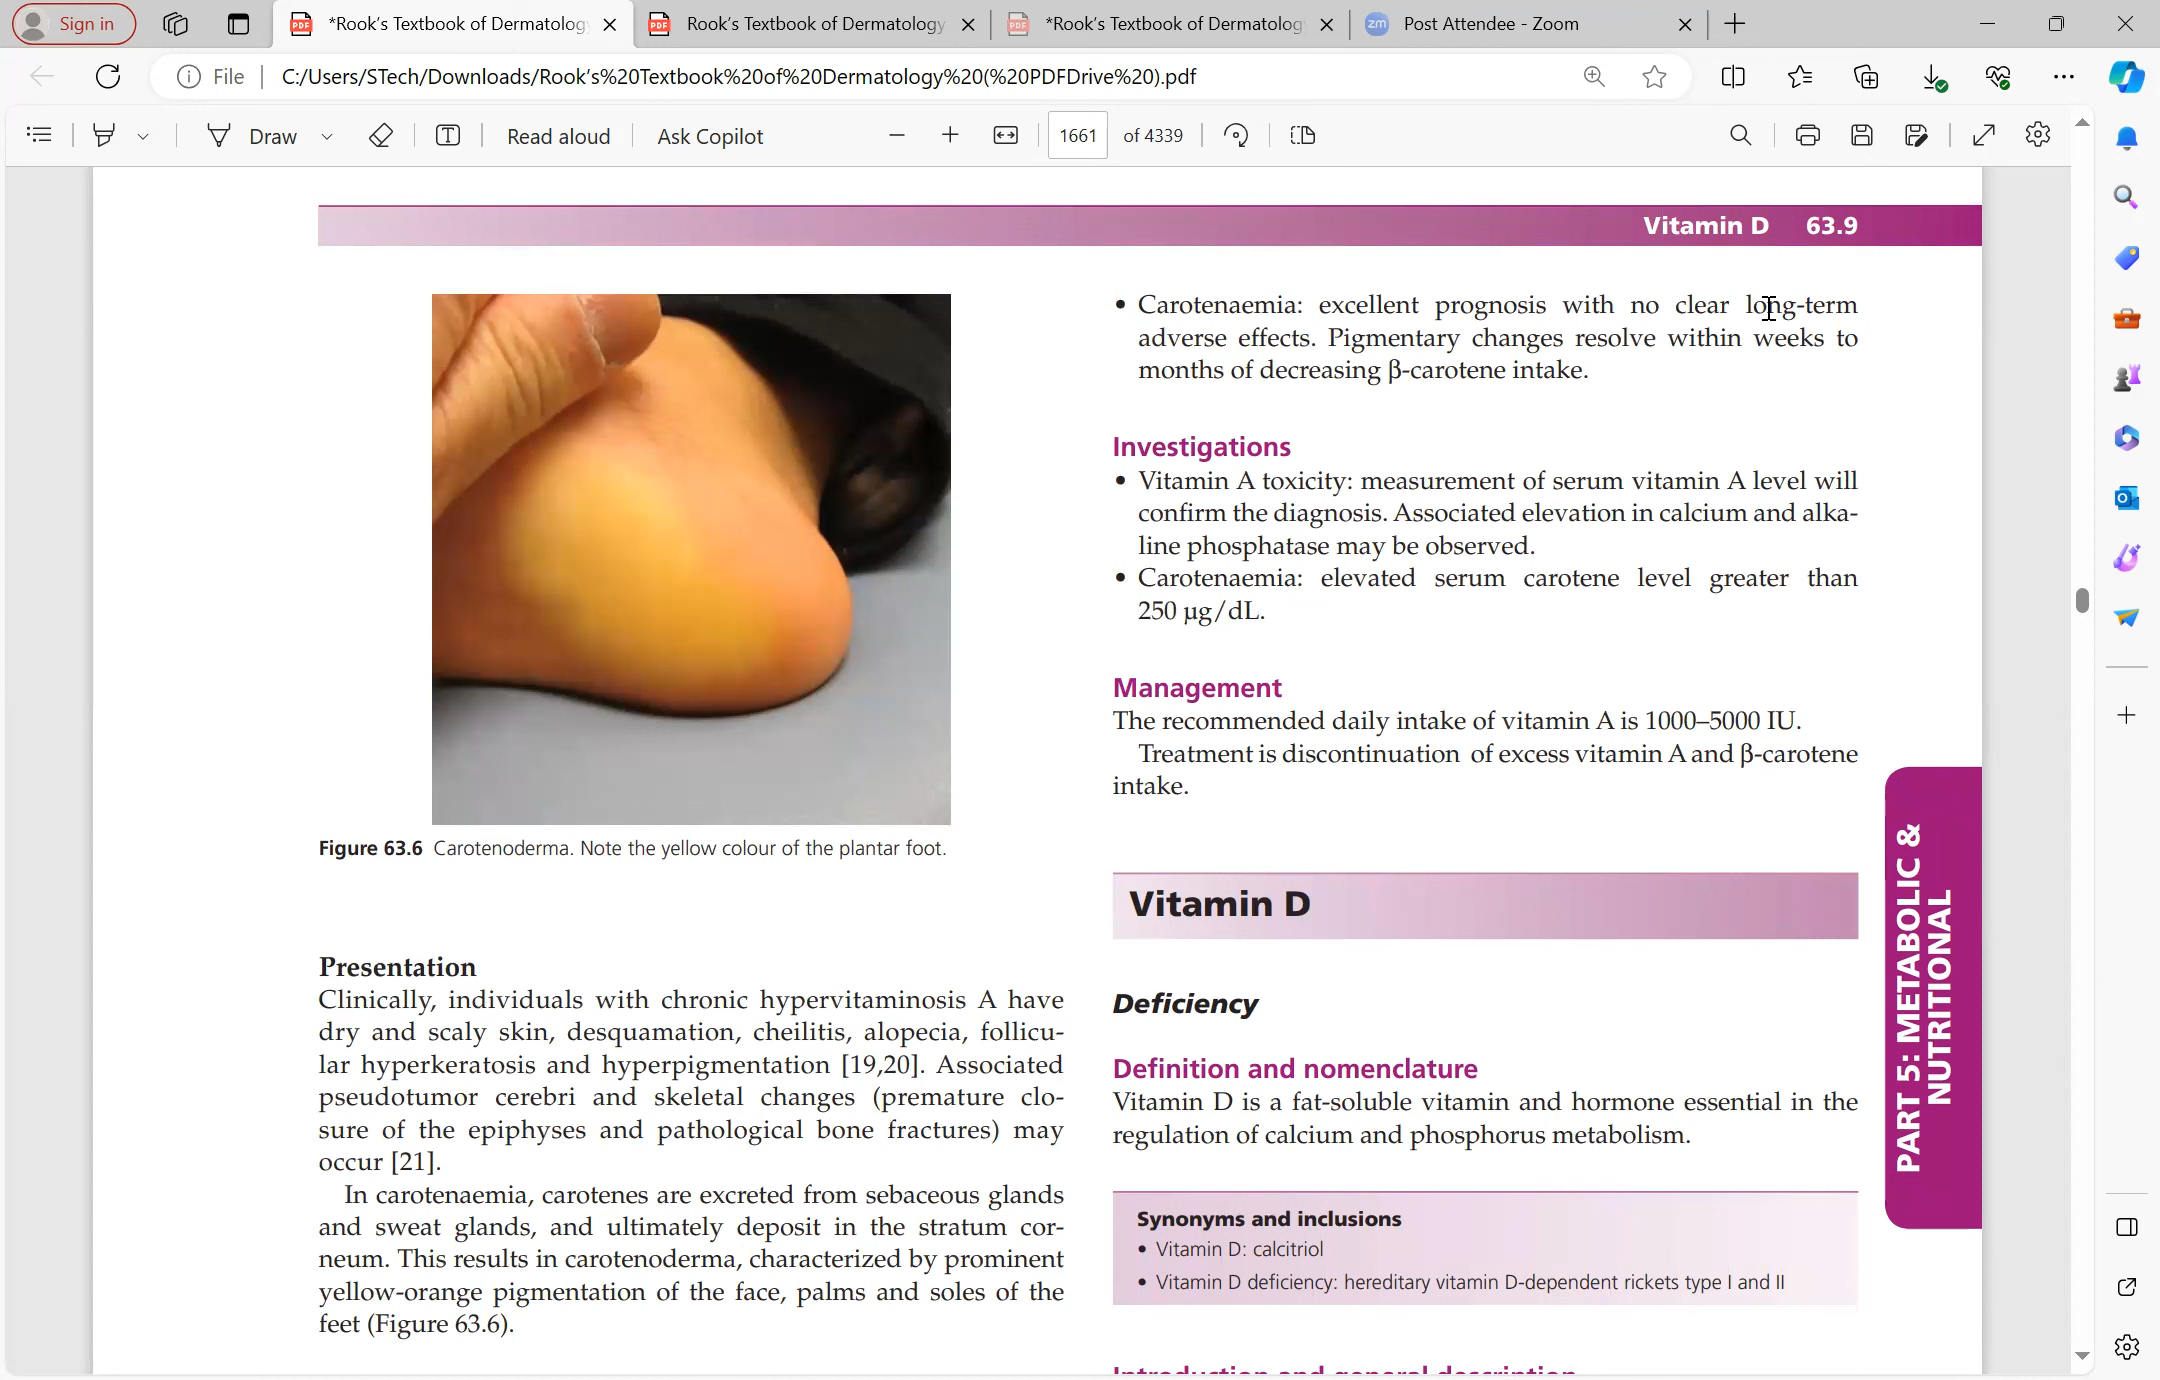 Sign in
*Rook's Textbook of Dermatolog
Rook's Textbook of Dermatology
*Rook's Textbook of Dermatolog
Post Attendee - Zoom
File
C:/Users/STech/Downloads/Rook's%20Textbook%20of%20Dermatology%20(%20PDFDrive%20).pdf
Draw
Read aloud
Ask Copilot
1661
of 4339
Vitamin D 63.9
Figure 63.6 Carotenoderma. Note the yellow colour of the plantar foot.
Presentation
Clinically, individuals with chronic hypervitaminosis A have
dry and scaly skin, desquamation, cheilitis, alopecia, follicu-
lar hyperkeratosis and hyperpigmentation [19,20]. Associated
pseudotumor cerebri and skeletal changes (premature clo-
sure of the epiphyses and pathological bone fractures) may
occur [21].
In carotenaemia, carotenes are excreted from sebaceous glands
and sweat glands, and ultimately deposit in the stratum cor-
neum. This results in carotenoderma, characterized by prominent
yellow-orange pigmentation of the face, palms and soles of the
feet (Figure 63.6).
• Carotenaemia: excellent prognosis with no clear long-term
adverse effects. Pigmentary changes resolve within weeks to
months of decreasing β-carotene intake.
Investigations
• Vitamin A toxicity: measurement of serum vitamin A level will
confirm the diagnosis. Associated elevation in calcium and alka-
line phosphatase may be observed.
• Carotenaemia: elevated serum carotene level greater than
250 μg/dL.
Management
The recommended daily intake of vitamin A is 1000–5000 IU.
Treatment is discontinuation of excess vitamin A and β-carotene
intake.
Vitamin D
Deficiency
Definition and nomenclature
Vitamin D is a fat-soluble vitamin and hormone essential in the
regulation of calcium and phosphorus metabolism.
Synonyms and inclusions
• Vitamin D: calcitriol
• Vitamin D deficiency: hereditary vitamin D-dependent rickets type I and II
Introduction and general description
PART 5: METABOLIC &
NUTRITIONAL